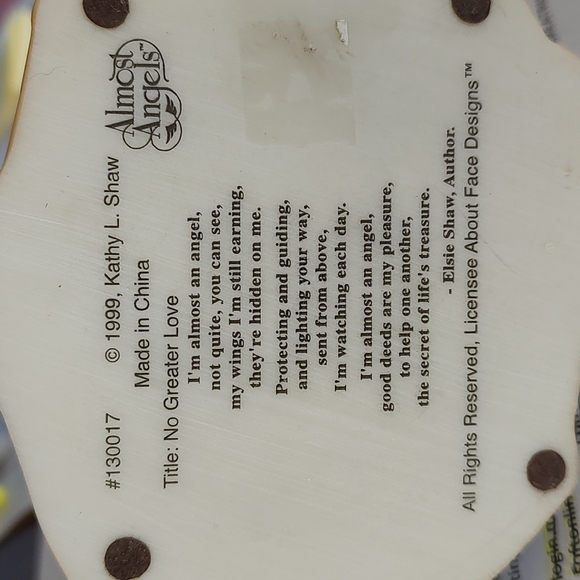 #130017 © 1999, Kathy L. Shaw
Made in China
Almost
Angels™
Title: No Greater Love
I'm almost an angel,
not quite, you can see,
my wings I'm still earning,
they're hidden on me.
Protecting and guiding,
and lighting your way,
sent from above,
I'm watching each day.
I'm almost an angel,
good deeds are my pleasure,
to help one another,
the secret of life's treasure.
- Elsie Shaw, Author.
All Rights Reserved, Licensee About Face Designs™